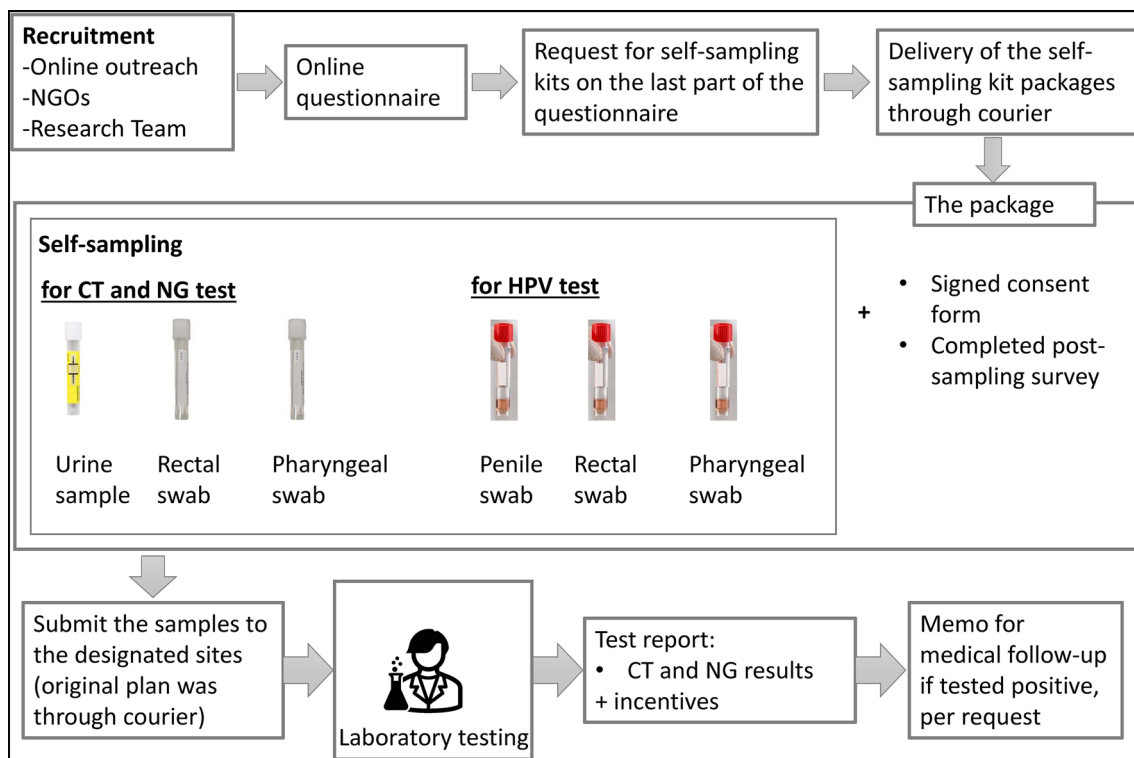 Recruitment
-Online outreach
-NGOs
-Research Team
Online
questionnaire
Request for self-sampling
kits on the last part of the
questionnaire
Delivery of the self-
sampling kit packages
through courier
The package
Self-sampling
for CT and NG test
for HPV test
Urine
sample
Rectal
swab
Pharyngeal
swab
Penile
swab
Rectal
swab
Pharyngeal
swab
+
• Signed consent
form
• Completed post-
sampling survey
Submit the samples to
the designated sites
(original plan was
through courier)
Laboratory testing
Test report:
• CT and NG results
+ incentives
Memo for
medical follow-up
if tested positive,
per request